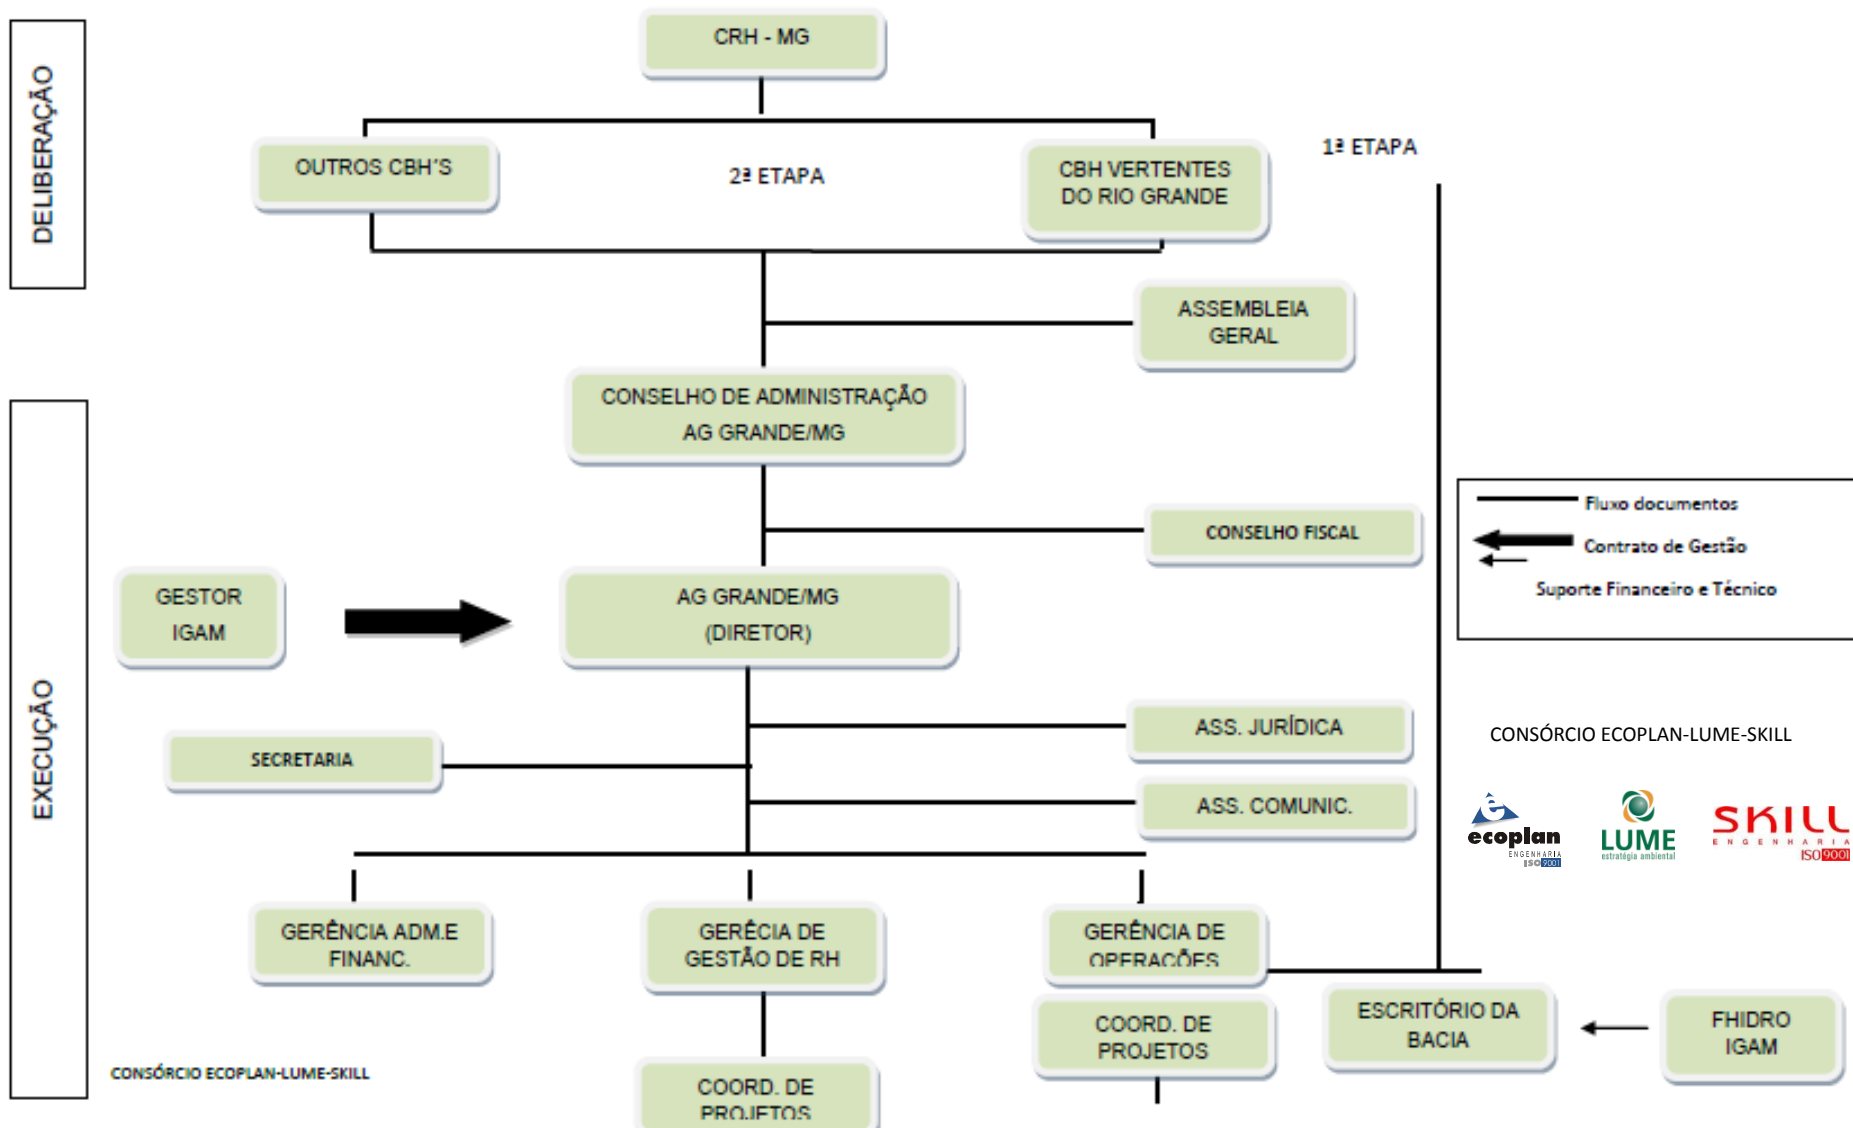 DELIBERAÇÃO
CRH - MG
OUTROS CBH´S
2ª ETAPA
CBH VERTENTES
DO RIO GRANDE
1ª ETAPA
ASSEMBLEIA
GERAL
EXECUÇÃO
CONSELHO DE ADMINISTRAÇÃO
AG GRANDE/MG
CONSELHO FISCAL
Fluxo documentos
Contrato de Gestão
Suporte Financeiro e Técnico
GESTOR
IGAM
AG GRANDE/MG
(DIRETOR)
SECRETARIA
ASS. JURÍDICA
ASS. COMUNIC.
CONSÓRCIO ECOPLAN-LUME-SKILL
ecoplan
ENGENHARIA
ISO 9001
LUME
estratégia ambiental
SKILL
ENGENHARIA
ISO 9001
GERÊNCIA ADM.E
FINANC.
GERÊCIA DE
GESTÃO DE RH
GERÊNCIA DE
OPERACÕES
COORD. DE
PROJETOS
ESCRITÓRIO DA
BACIA
FHIDRO
IGAM
CONSÓRCIO ECOPLAN-LUME-SKILL
COORD. DE
PROJETOS